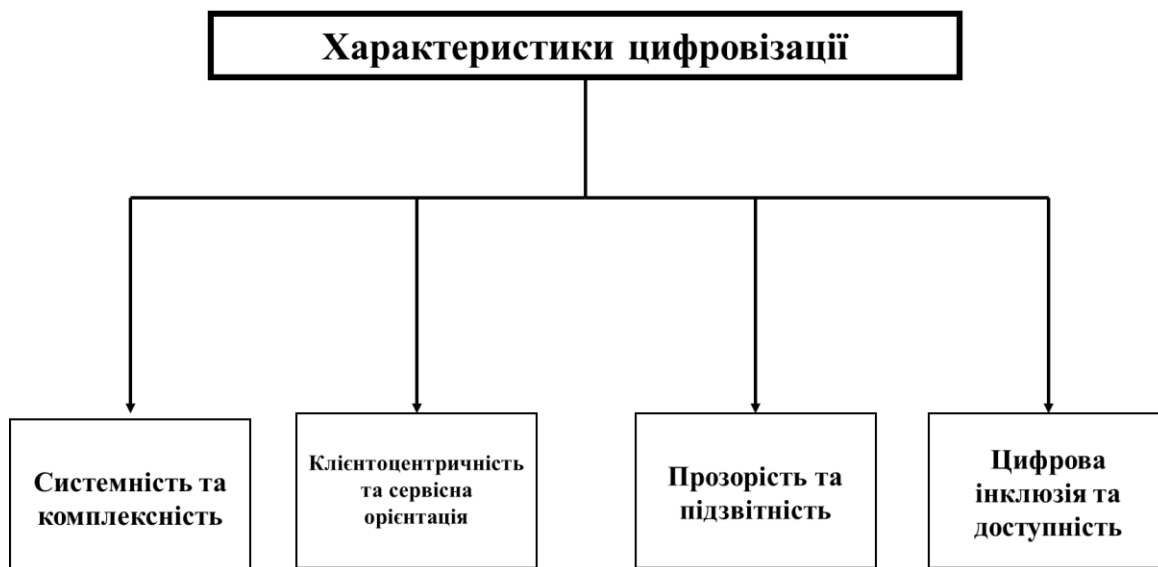 Характеристики цифровізації
Системність та
комплексність
Клієнтоцентричність
та сервісна
орієнтація
Прозорість та
підзвітність
Цифрова
інклюзія та
доступність